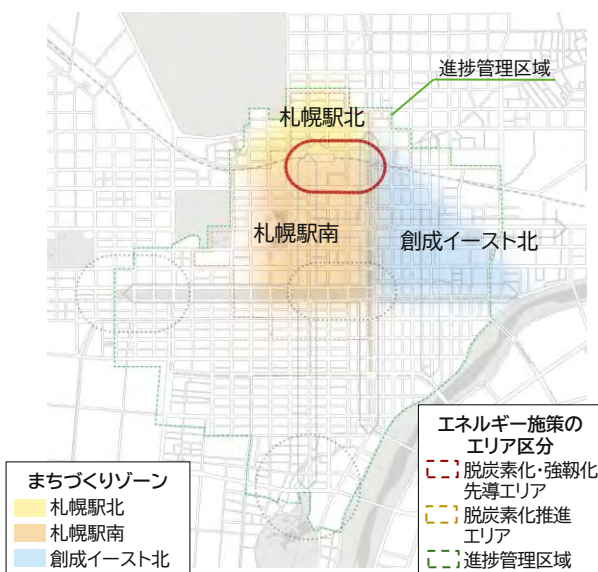 進捗管理区域
札幌駅北
札幌駅南
創成イースト北
まちづくりゾーン
札幌駅北
札幌駅南
創成イースト北
エネルギー施策の
エリア区分
脱炭素化・強靱化
先導エリア
脱炭素化推進
エリア
進捗管理区域